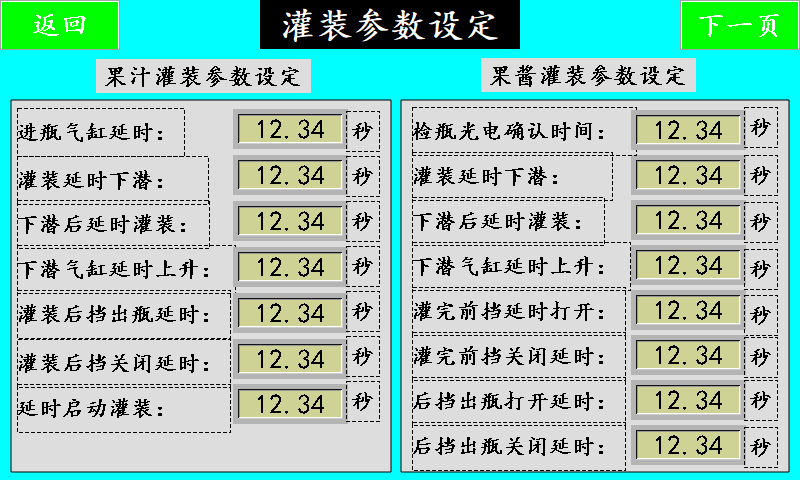 返回 灌装参数设定 下一页
果汁灌装参数设定
进瓶气缸延时： 12.34 秒
灌装延时下潜： 12.34 秒
下潜后延时灌装： 12.34 秒
下潜气缸延时上升： 12.34 秒
灌装后挡出瓶延时： 12.34 秒
灌装后挡关闭延时： 12.34 秒
延时启动灌装： 12.34 秒
果酱灌装参数设定
检瓶光电确认时间： 12.34 秒
灌装延时下潜： 12.34 秒
下潜后延时灌装： 12.34 秒
下潜气缸延时上升： 12.34 秒
灌完前挡延时打开： 12.34 秒
灌完前挡关闭延时： 12.34 秒
后挡出瓶打开延时： 12.34 秒
后挡出瓶关闭延时： 12.34 秒